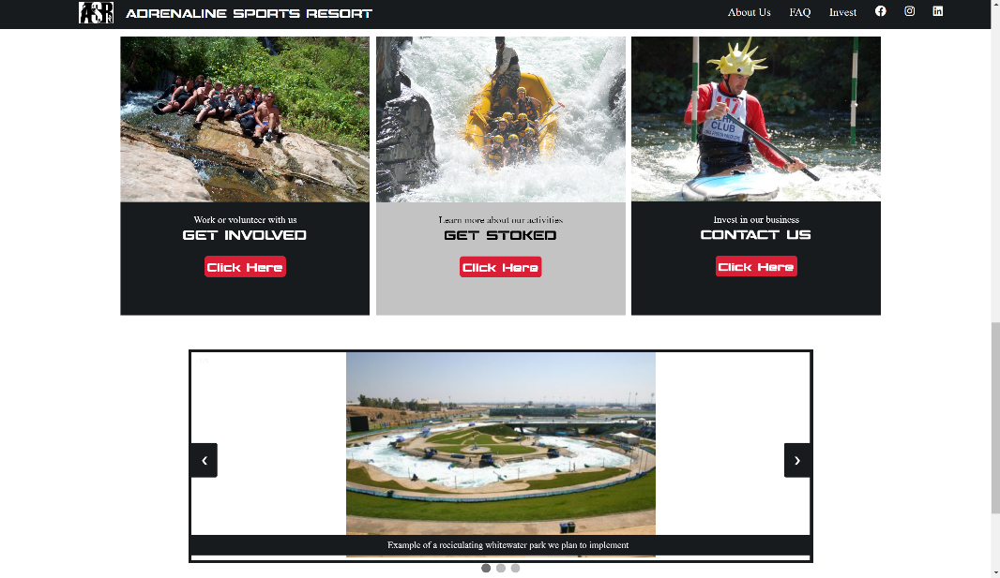 ASR
ADRENALINE SPORTS RESORT
About Us
FAQ
Invest
CLUB
Work or volunteer with us
GET INVOLVED
Click Here
Learn more about our activities
GET STOKED
Click Here
Invest in our business
CONTACT US
Click Here
❮
❯
Example of a reciculating whitewater park we plan to implement